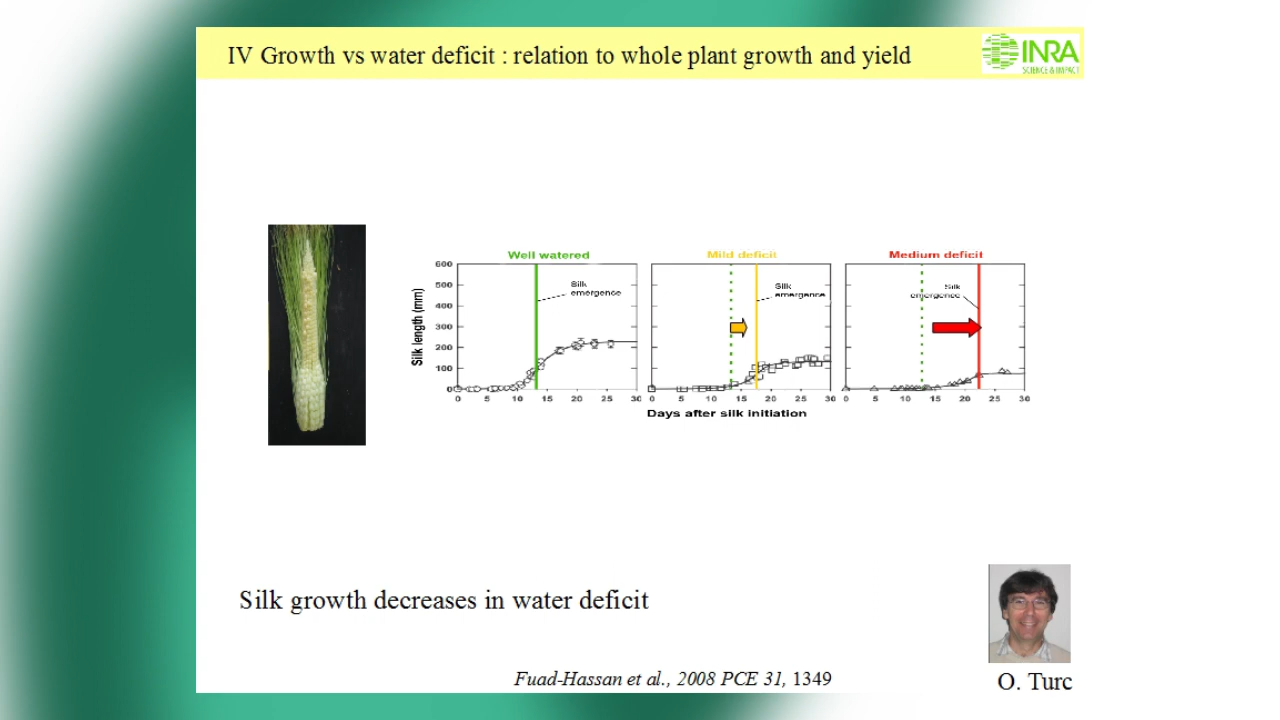 IV Growth vs water deficit : relation to whole plant growth and yield
INRA
SCIENCE & IMPACT
Well watered
Mild deficit
Medium deficit
Silk length (mm)
600
500
400
300
200
100
0
Silk
emergence
Silk
emergence
Silk
emergence
0 5 10 15 20 25 30
0 5 10 15 20 25 30
0 5 10 15 20 25 30
Days after silk initiation
Silk growth decreases in water deficit
Fuad-Hassan et al., 2008 PCE 31, 1349
O. Turc